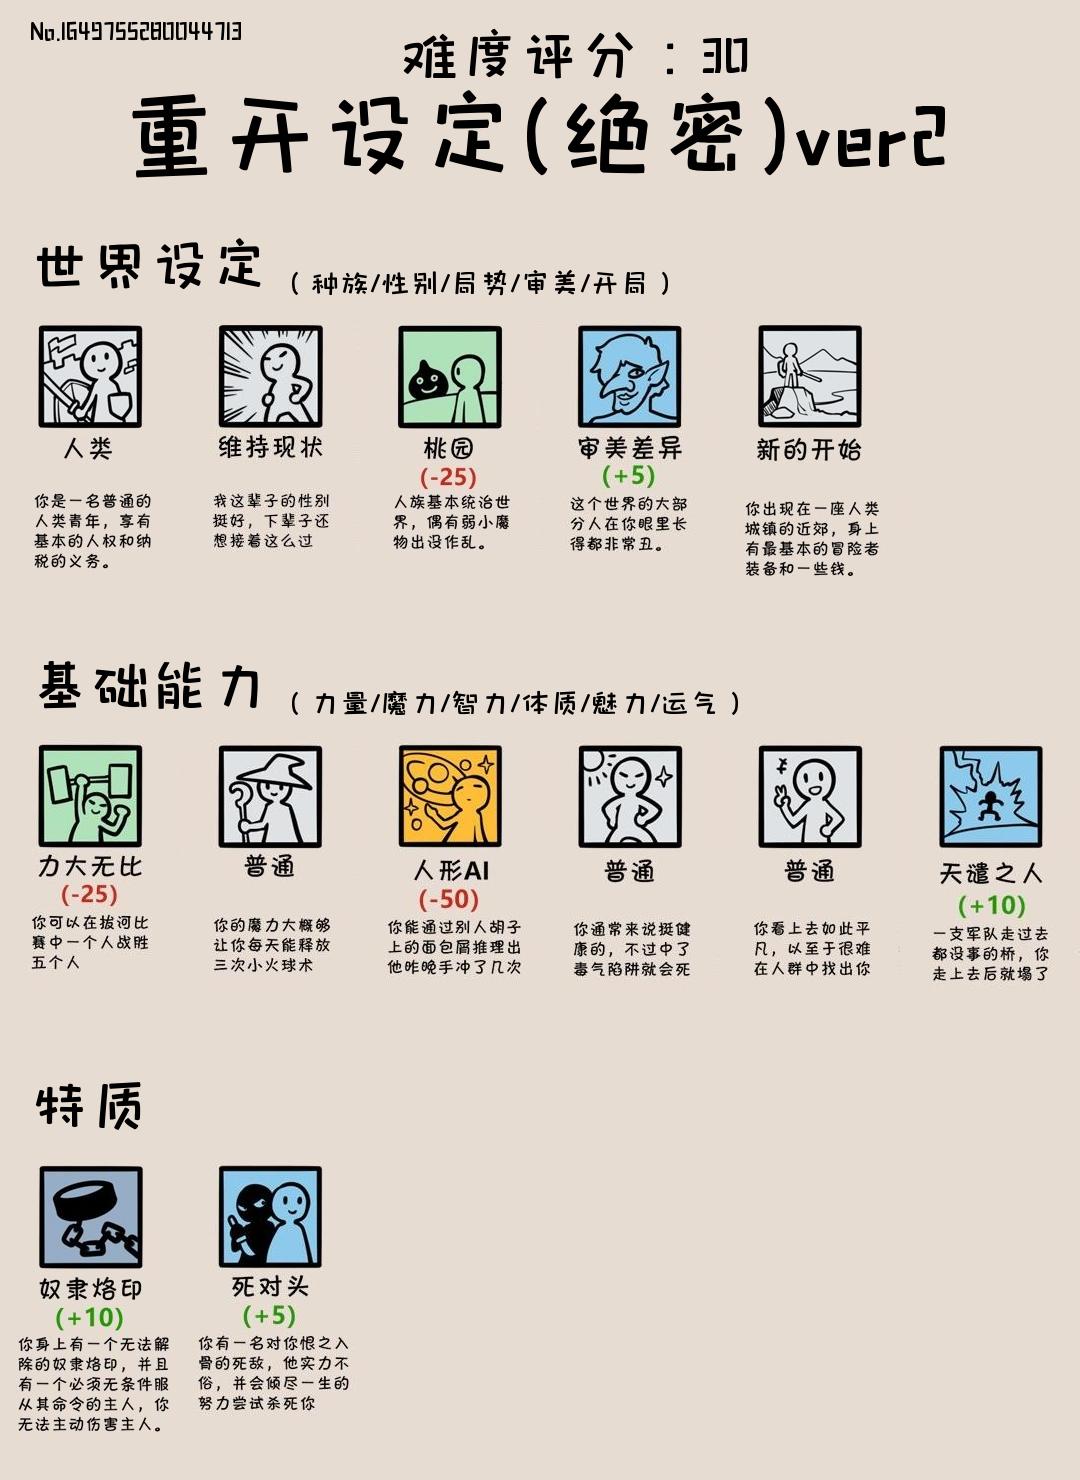 No.1649755280044713
难度评分：30
重开设定(绝密)ver2
世界设定 （种族/性别/局势/审美/开局）
人类
维持现状
桃园
(-25)
审美差异
(+5)
新的开始
你是一名普通的
人类青年，享有
基本的人权和纳
税的义务。
我这辈子的性别
挺好，下辈子还
想接着这么过
人族基本统治世
界，偶有弱小魔
物出没作乱。
这个世界的大部
分人在你眼里长
得都非常丑。
你出现在一座人类
城镇的近郊，身上
有最基本的冒险者
装备和一些钱。
基础能力 （力量/魔力/智力/体质/魅力/运气）
力大无比
(-25)
普通
人形AI
(-50)
普通
普通
天谴之人
(+10)
你可以在拔河比
赛中一个人战胜
五个人
你的魔力大概够
让你每天能释放
三次小火球术
你能通过别人胡子
上的面包屑推理出
他昨晚手冲了几次
你通常来说挺健
康的，不过中了
毒气陷阱就会死
你看上去如此平
凡，以至于很难
在人群中找出你
一支军队走过去
都没事的桥，你
走上去后就塌了
特质
奴隶烙印
(+10)
死对头
(+5)
你身上有一个无法解
除的奴隶烙印，并且
有一个必须无条件服
从其命令的主人，你
无法主动伤害主人。
你有一名对你恨之入
骨的死敌，他实力不
俗，并会倾尽一生的
努力尝试杀死你